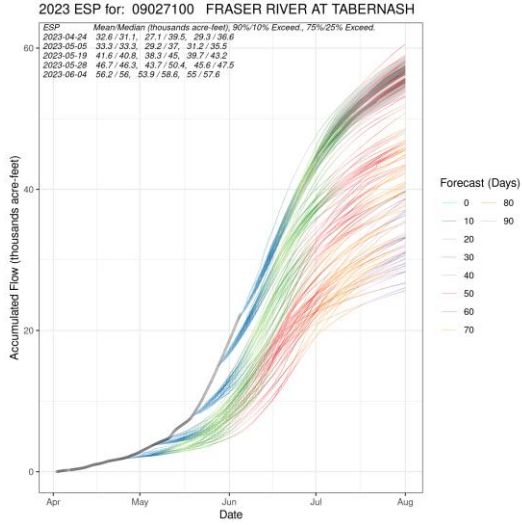 2023 ESP for: 09027100 FRASER RIVER AT TABERNASH
ESP Mean/Median (thousands acre-feet), 90%/10% Exceed., 75%/25% Exceed.
2023-04-24 32.6 / 31.1, 27.1 / 39.5, 29.3 / 36.6
2023-05-05 33.3 / 33.3, 29.2 / 37, 31.2 / 35.5
2023-05-19 41.6 / 40.8, 38.3 / 45, 39.7 / 43.2
2023-05-28 46.7 / 46.3, 43.7 / 50.4, 45.6 / 47.5
2023-06-04 56.2 / 56, 53.9 / 58.6, 55 / 57.6
Accumulated Flow (thousands acre-feet)
60
40
20
0
Apr May Jun Jul Aug
Date
Forecast (Days)
0 80
10 90
20
30
40
50
60
70